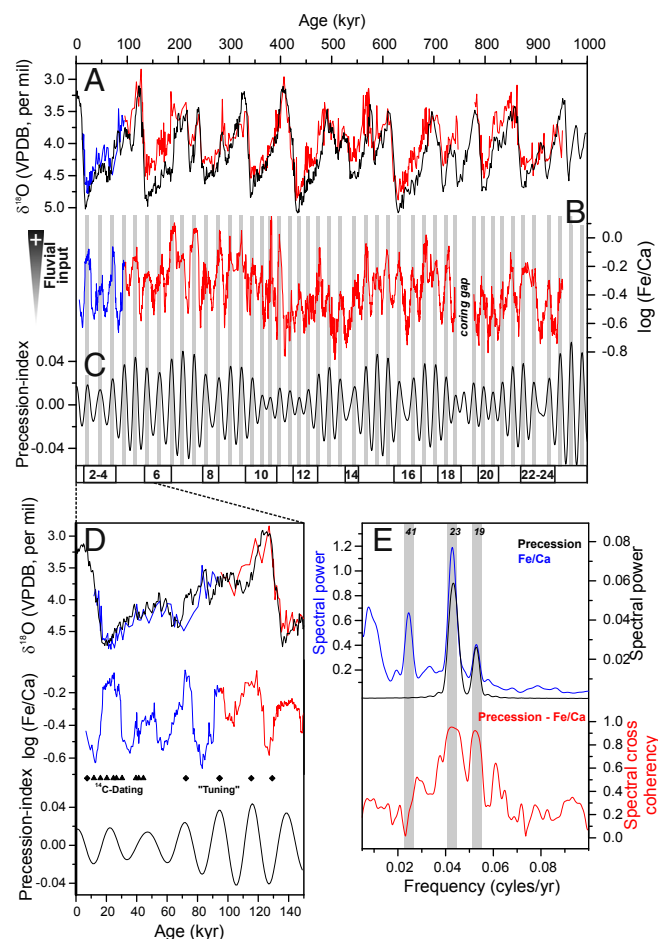 Age (kyr)
0 100 200 300 400 500 600 700 800 900 1000
A
3.0
3.5
4.0
4.5
5.0
δ18O (VPDB, per mil)
B
+
Fluvial
input
0.0
-0.2
-0.4
-0.6
-0.8
log (Fe/Ca)
coring gap
C
0.04
0.00
-0.04
Precession-index
2-4 6 8 10 12 14 16 18 20 22-24
D
3.0
3.5
4.0
4.5
δ18O (VPDB, per mil)
-0.2
-0.4
-0.6
log (Fe/Ca)
14C-Dating "Tuning"
0.04
0.00
-0.04
Precession-index
0 20 40 60 80 100 120 140
Age (kyr)
E
41 23 19
Precession
Fe/Ca
1.2
1.0
0.8
0.6
0.4
0.2
Spectral power
0.08
0.06
0.04
0.02
Spectral power
Precession - Fe/Ca
1.0
0.8
0.6
0.4
0.2
0.0
Spectral cross
coherency
0.02 0.04 0.06 0.08
Frequency (cyles/yr)